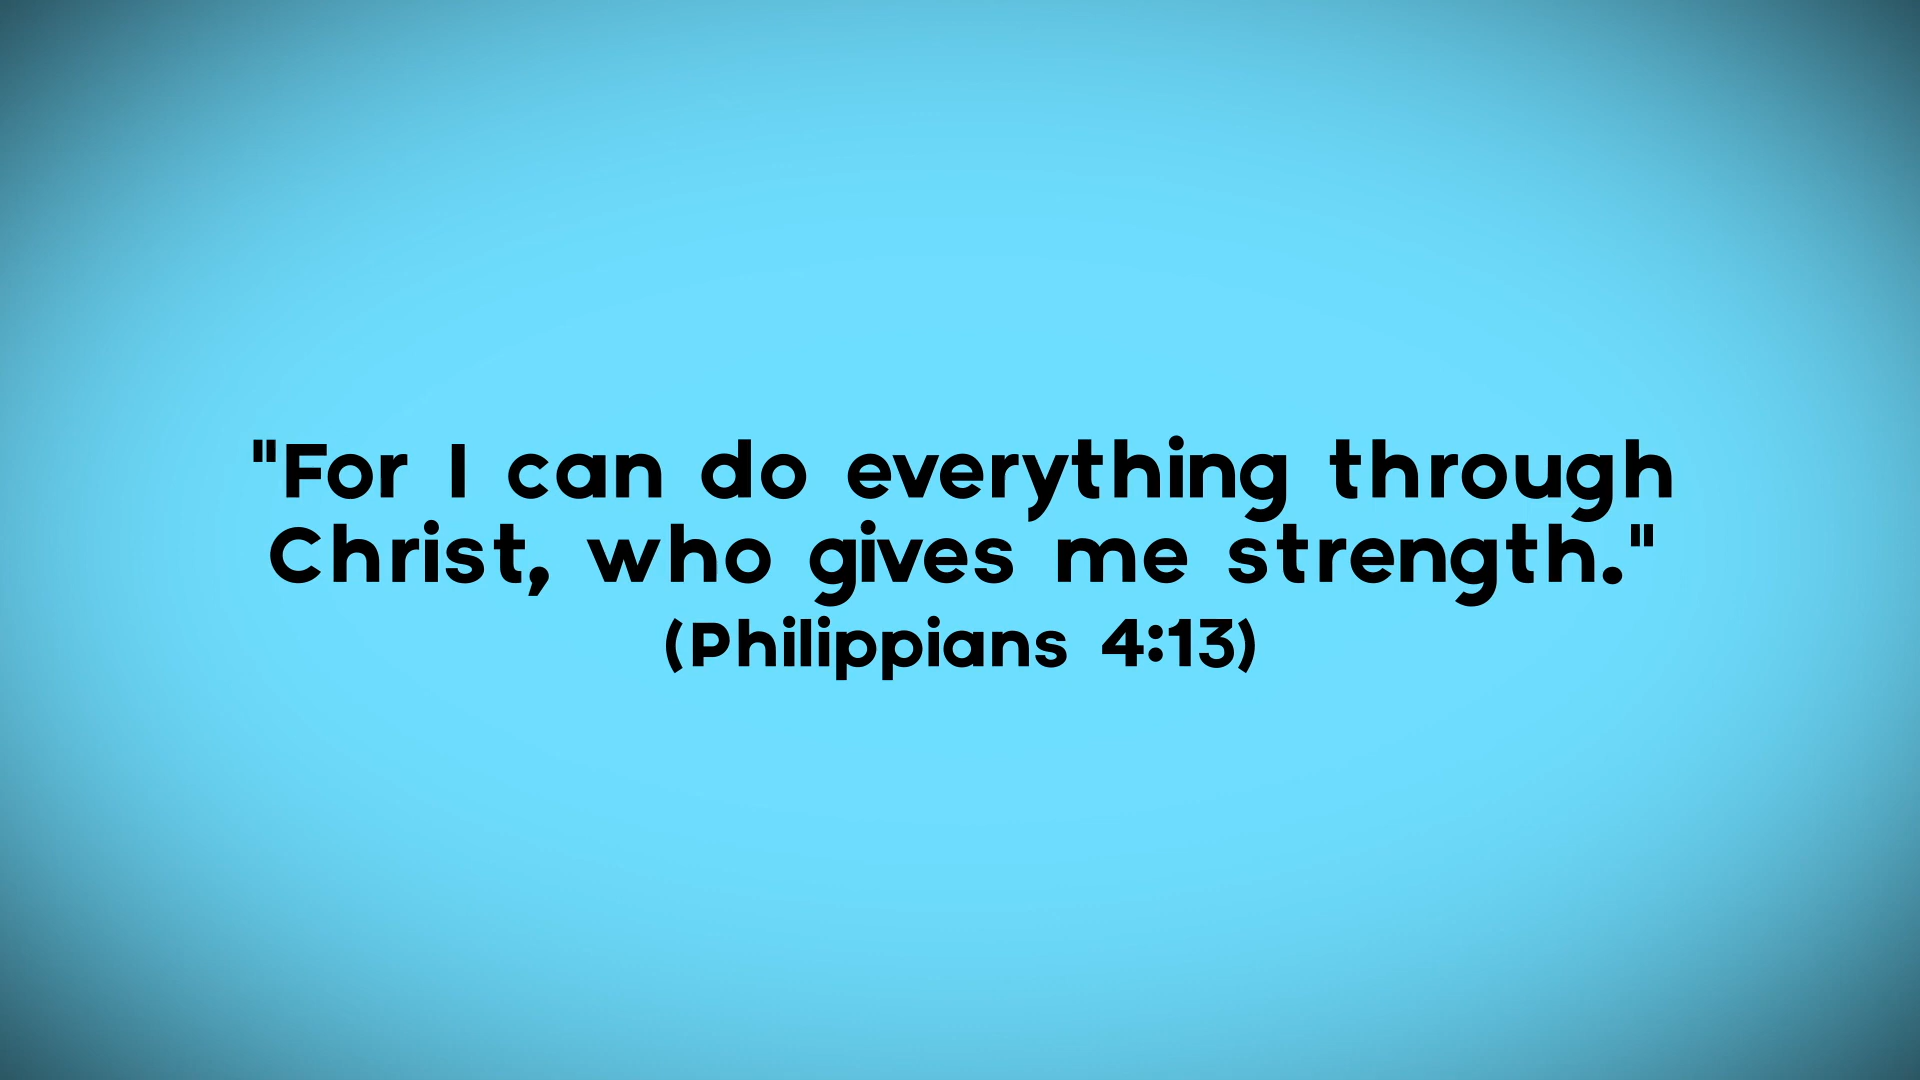 "For I can do everything through
Christ, who gives me strength."
(Philippians 4:13)